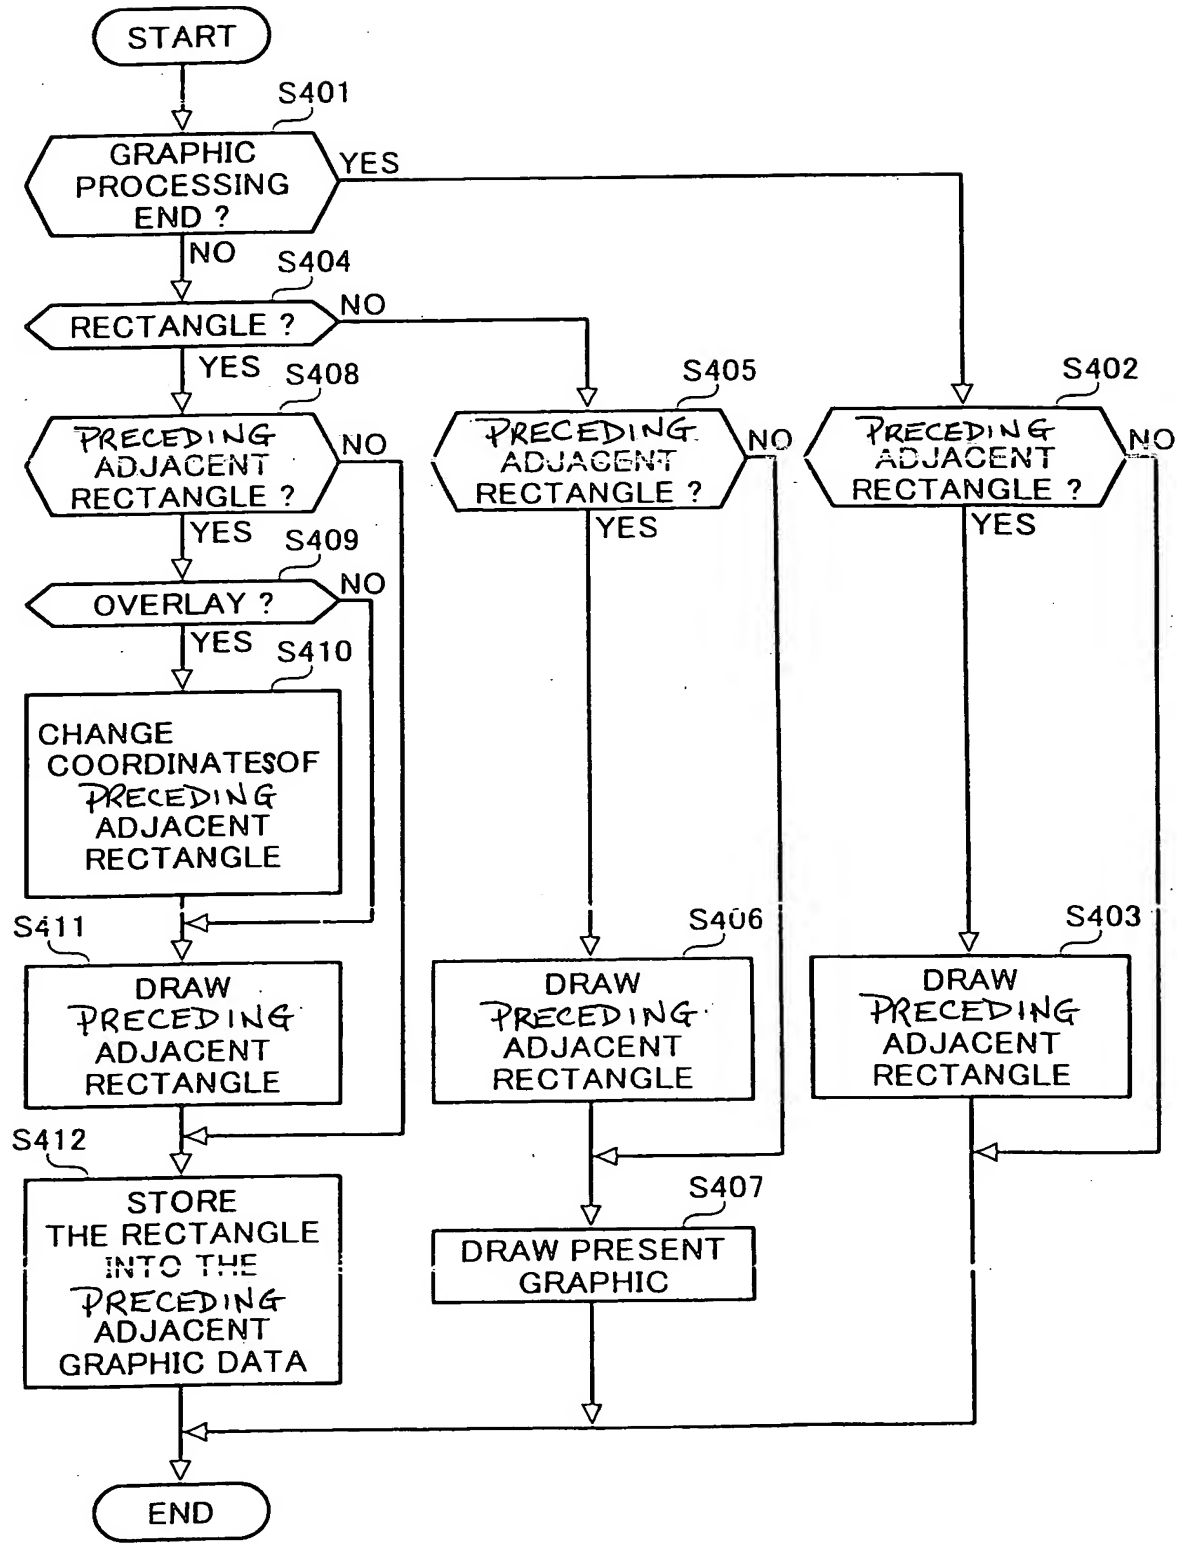 START
S401
GRAPHIC
PROCESSING
END ?
YES
NO
S404
RECTANGLE ?
NO
YES
S408
PRECEDING
ADJACENT
RECTANGLE ?
NO
YES
S405
PRECEDING
ADJACENT
RECTANGLE ?
NO
YES
S402
PRECEDING
ADJACENT
RECTANGLE ?
NO
YES
S409
OVERLAY ?
NO
YES
S410
CHANGE
COORDINATES OF
PRECEDING
ADJACENT
RECTANGLE
S411
DRAW
PRECEDING
ADJACENT
RECTANGLE
S406
DRAW
PRECEDING
ADJACENT
RECTANGLE
S403
DRAW
PRECEDING
ADJACENT
RECTANGLE
S412
STORE
THE RECTANGLE
INTO THE
PRECEDING
ADJACENT
GRAPHIC DATA
S407
DRAW PRESENT
GRAPHIC
END